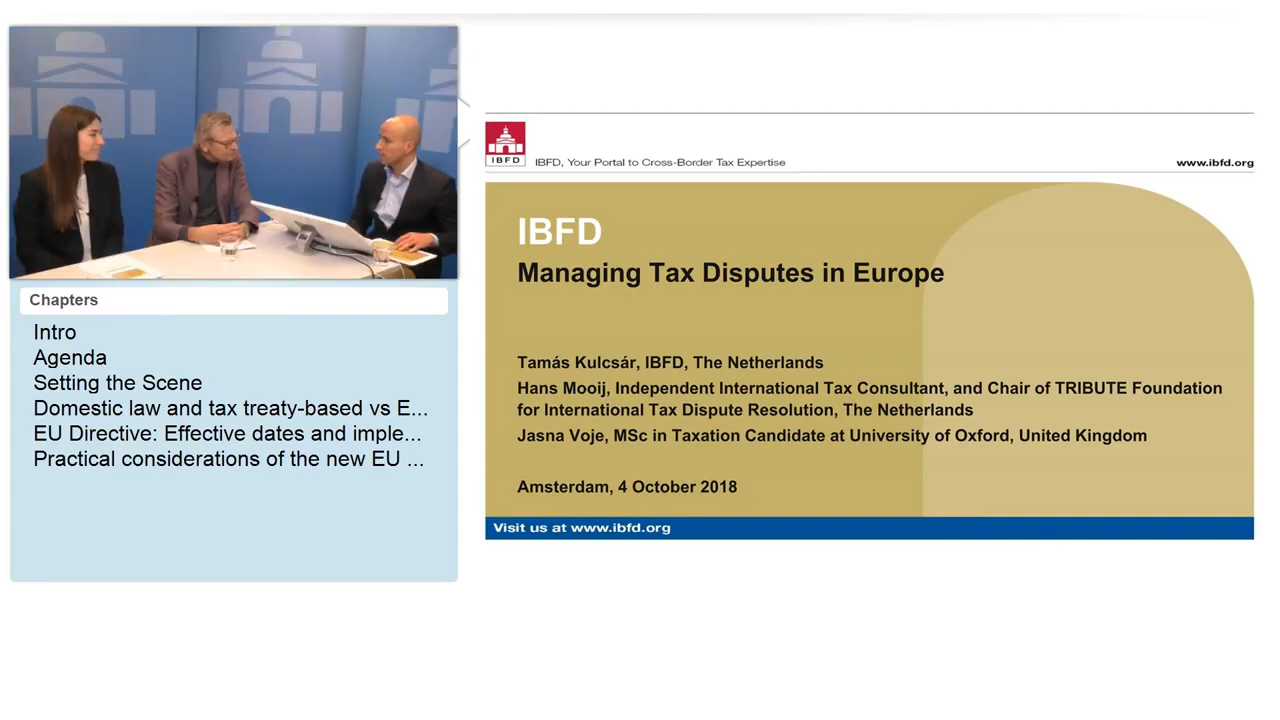 Chapters
Intro
Agenda
Setting the Scene
Domestic law and tax treaty-based vs E...
EU Directive: Effective dates and imple...
Practical considerations of the new EU ...
IBFD
IBFD, Your Portal to Cross-Border Tax Expertise
www.ibfd.org
IBFD
Managing Tax Disputes in Europe
Tamás Kulcsár, IBFD, The Netherlands
Hans Mooij, Independent International Tax Consultant, and Chair of TRIBUTE Foundation
for International Tax Dispute Resolution, The Netherlands
Jasna Voje, MSc in Taxation Candidate at University of Oxford, United Kingdom
Amsterdam, 4 October 2018
Visit us at www.ibfd.org